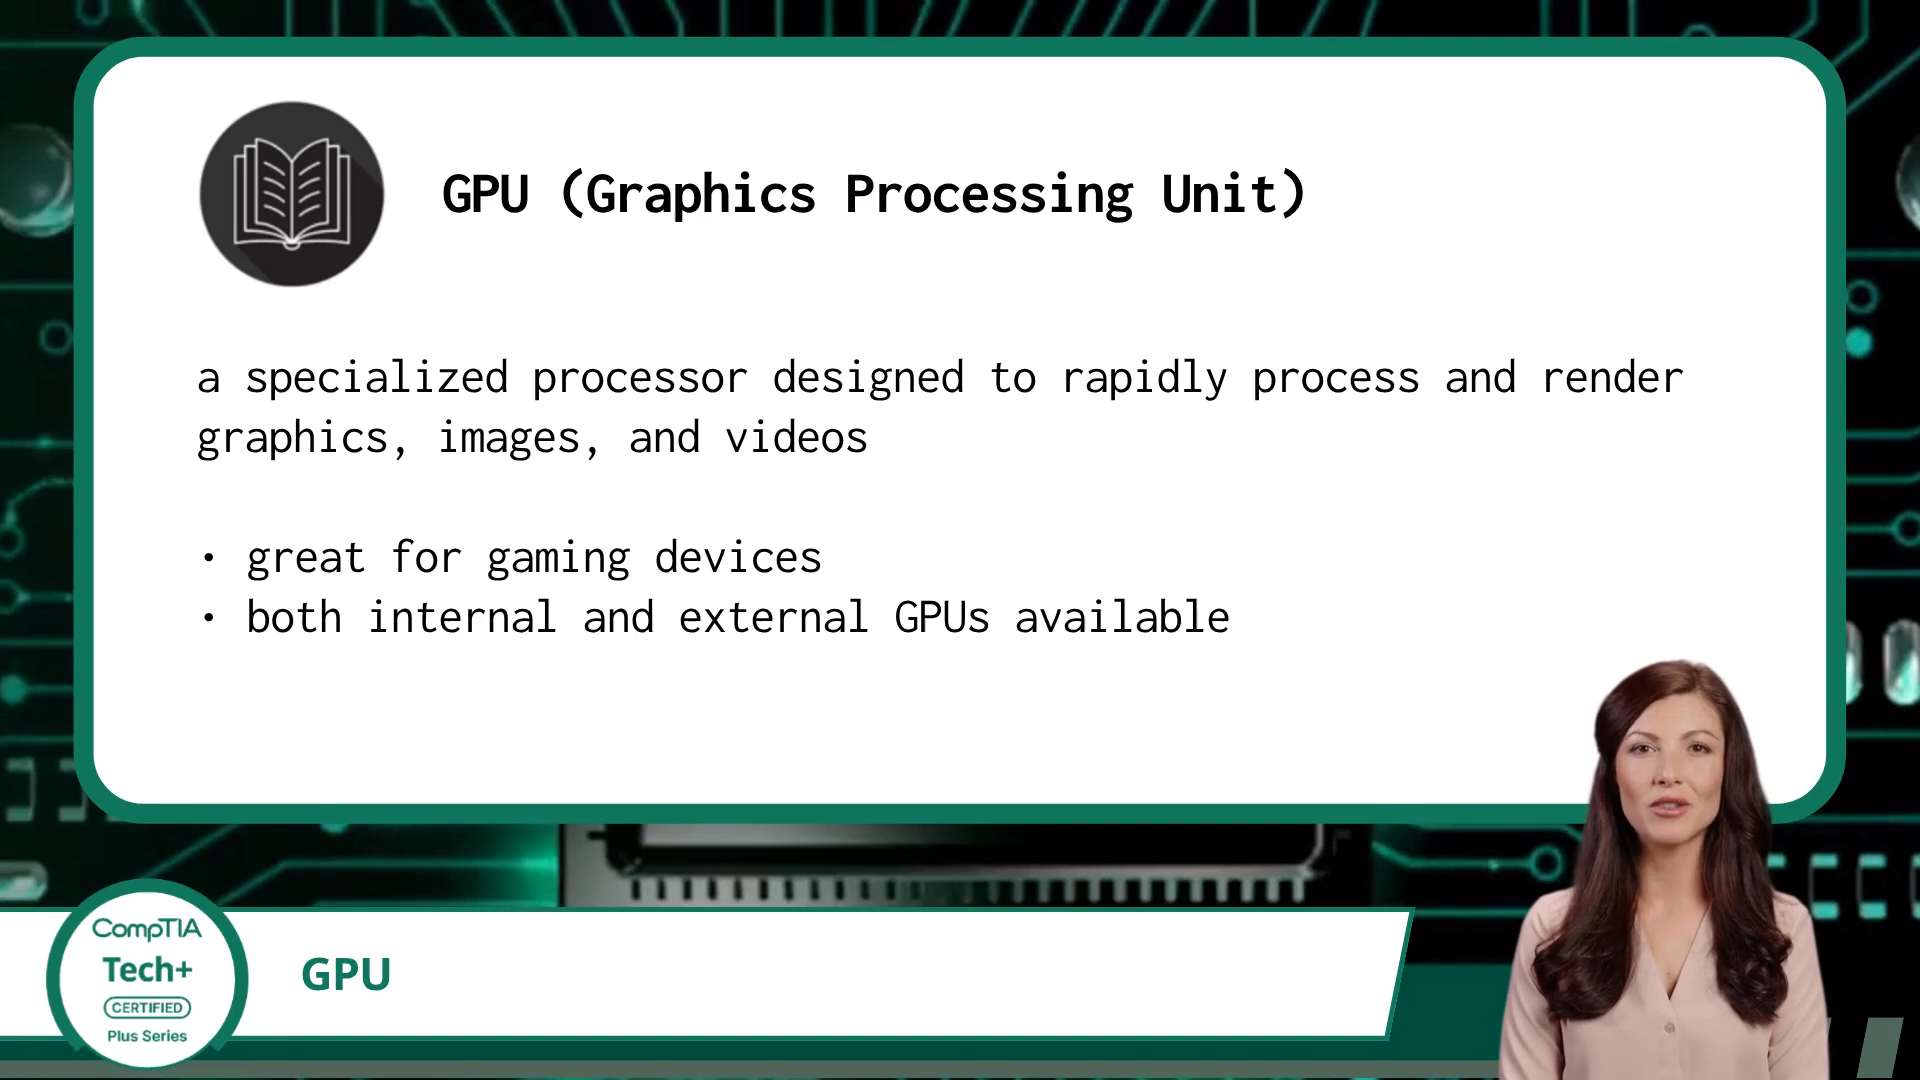 GPU (Graphics Processing Unit)
a specialized processor designed to rapidly process and render
graphics, images, and videos
• great for gaming devices
• both internal and external GPUs available
CompTIA
Tech+
CERTIFIED
Plus Series
GPU